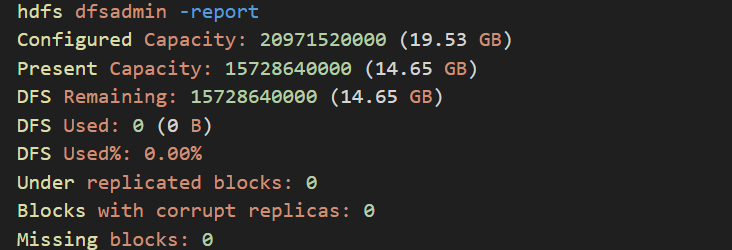 hdfs dfsadmin -report
Configured Capacity: 20971520000 (19.53 GB)
Present Capacity: 15728640000 (14.65 GB)
DFS Remaining: 15728640000 (14.65 GB)
DFS Used: 0 (0 B)
DFS Used%: 0.00%
Under replicated blocks: 0
Blocks with corrupt replicas: 0
Missing blocks: 0